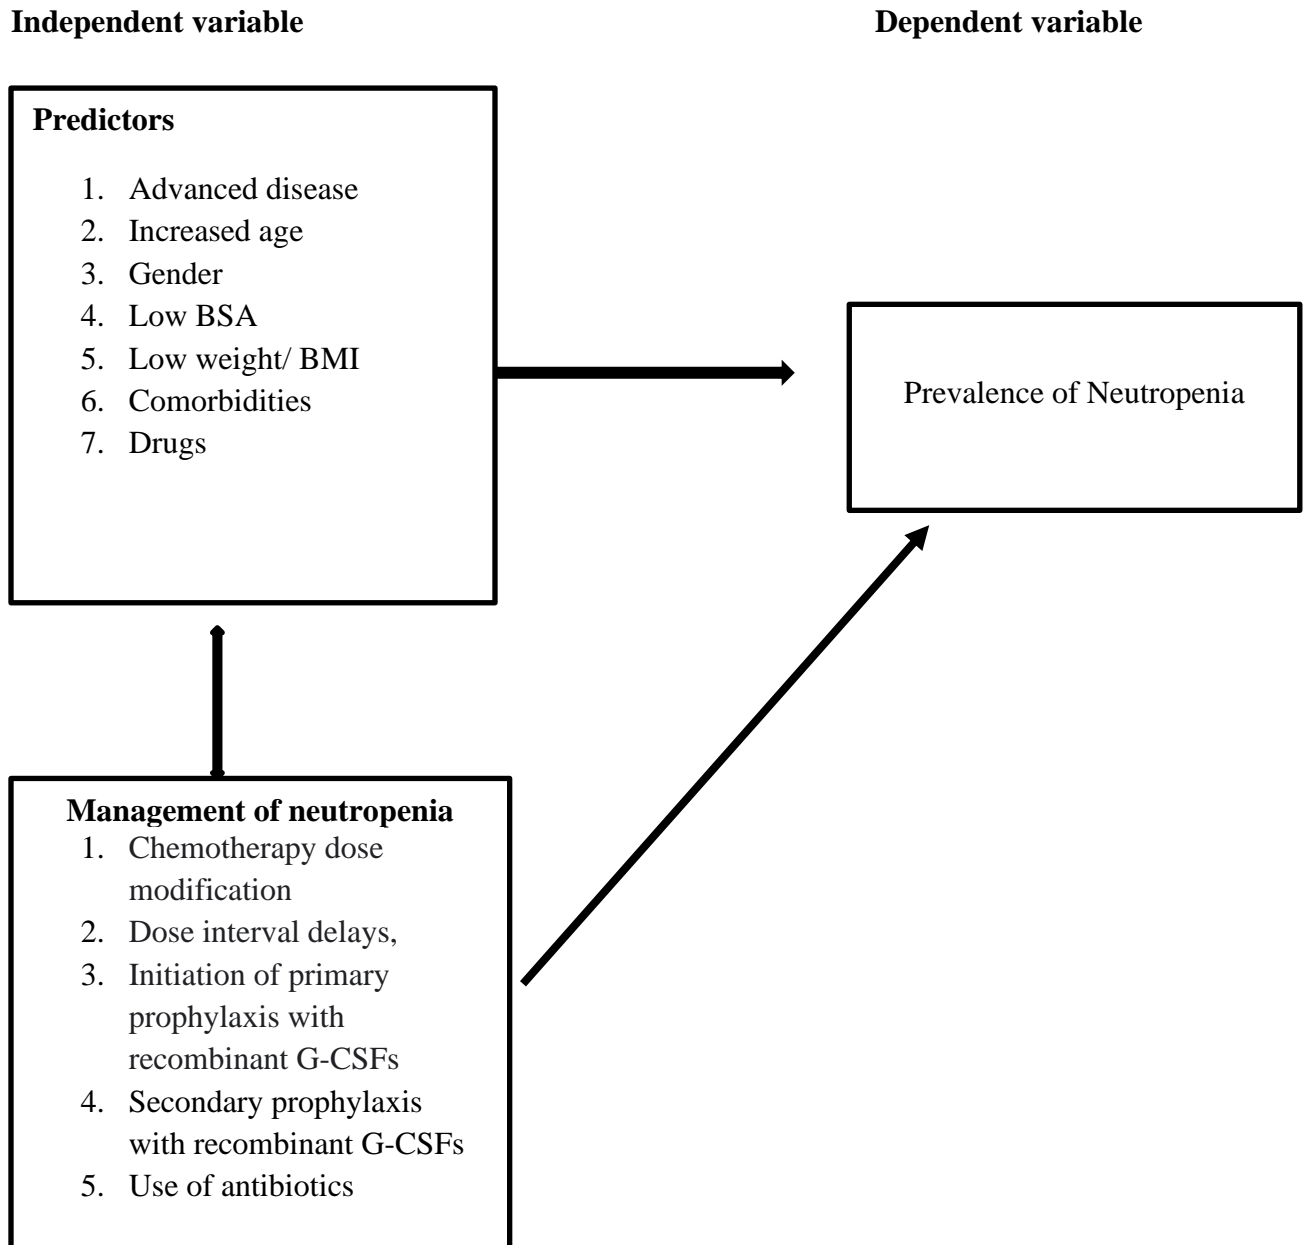 Independent variable
Dependent variable
Predictors
1. Advanced disease
2. Increased age
3. Gender
4. Low BSA
5. Low weight/ BMI
6. Comorbidities
7. Drugs
Prevalence of Neutropenia
Management of neutropenia
1. Chemotherapy dose
modification
2. Dose interval delays,
3. Initiation of primary
prophylaxis with
recombinant G-CSFs
4. Secondary prophylaxis
with recombinant G-CSFs
5. Use of antibiotics